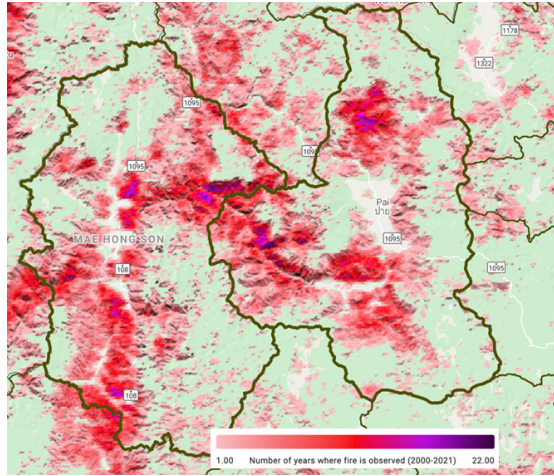 1178
1322
1095
109
1095
Pai
ปาย
MAE HONG SON
1095
1095
108
108
1.00 Number of years where fire is observed (2000-2021) 22.00